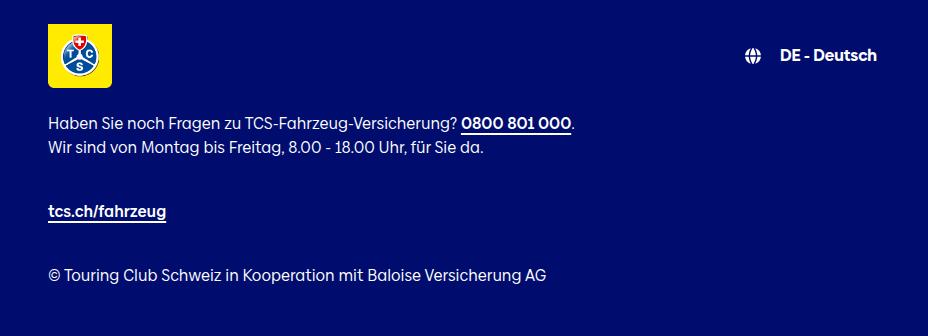 TCS
DE - Deutsch
Haben Sie noch Fragen zu TCS-Fahrzeug-Versicherung? 0800 801 000.
Wir sind von Montag bis Freitag, 8.00 - 18.00 Uhr, für Sie da.
tcs.ch/fahrzeug
© Touring Club Schweiz in Kooperation mit Baloise Versicherung AG